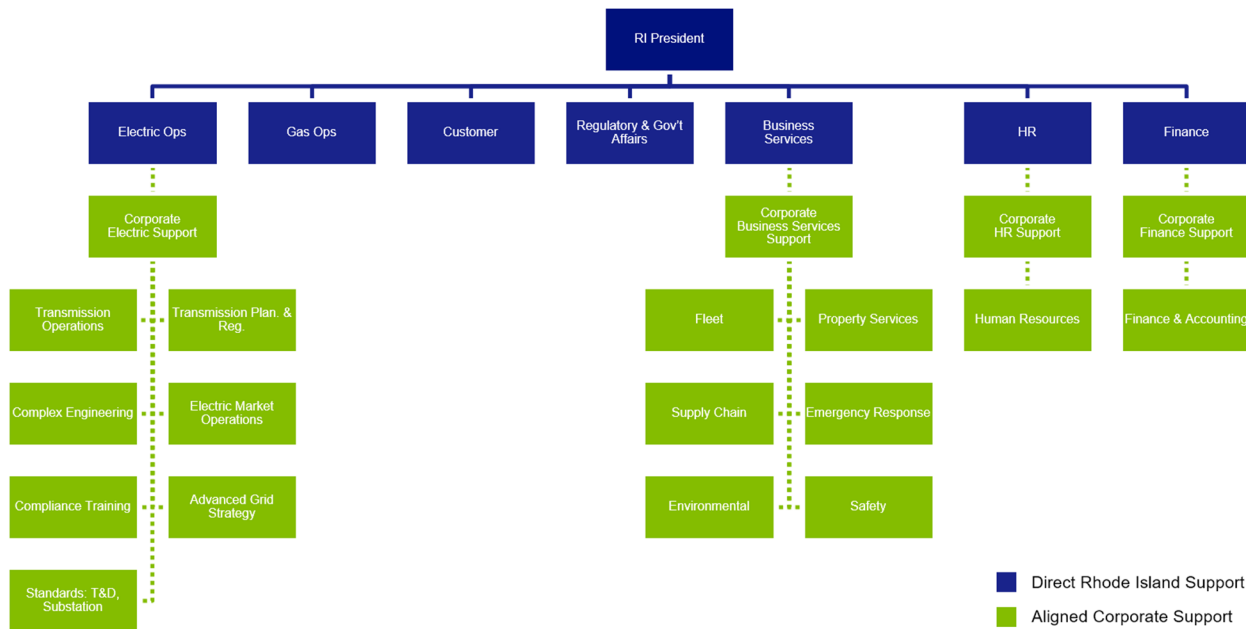 RI President
Electric Ops
Gas Ops
Customer
Regulatory & Gov't
Affairs
Business
Services
HR
Finance
Corporate
Electric Support
Corporate
Business Services
Support
Corporate
HR Support
Corporate
Finance Support
Transmission
Operations
Transmission Plan. &
Reg.
Fleet
Property Services
Human Resources
Finance & Accounting
Complex Engineering
Electric Market
Operations
Supply Chain
Emergency Response
Compliance Training
Advanced Grid
Strategy
Environmental
Safety
Standards: T&D,
Substation
Direct Rhode Island Support
Aligned Corporate Support